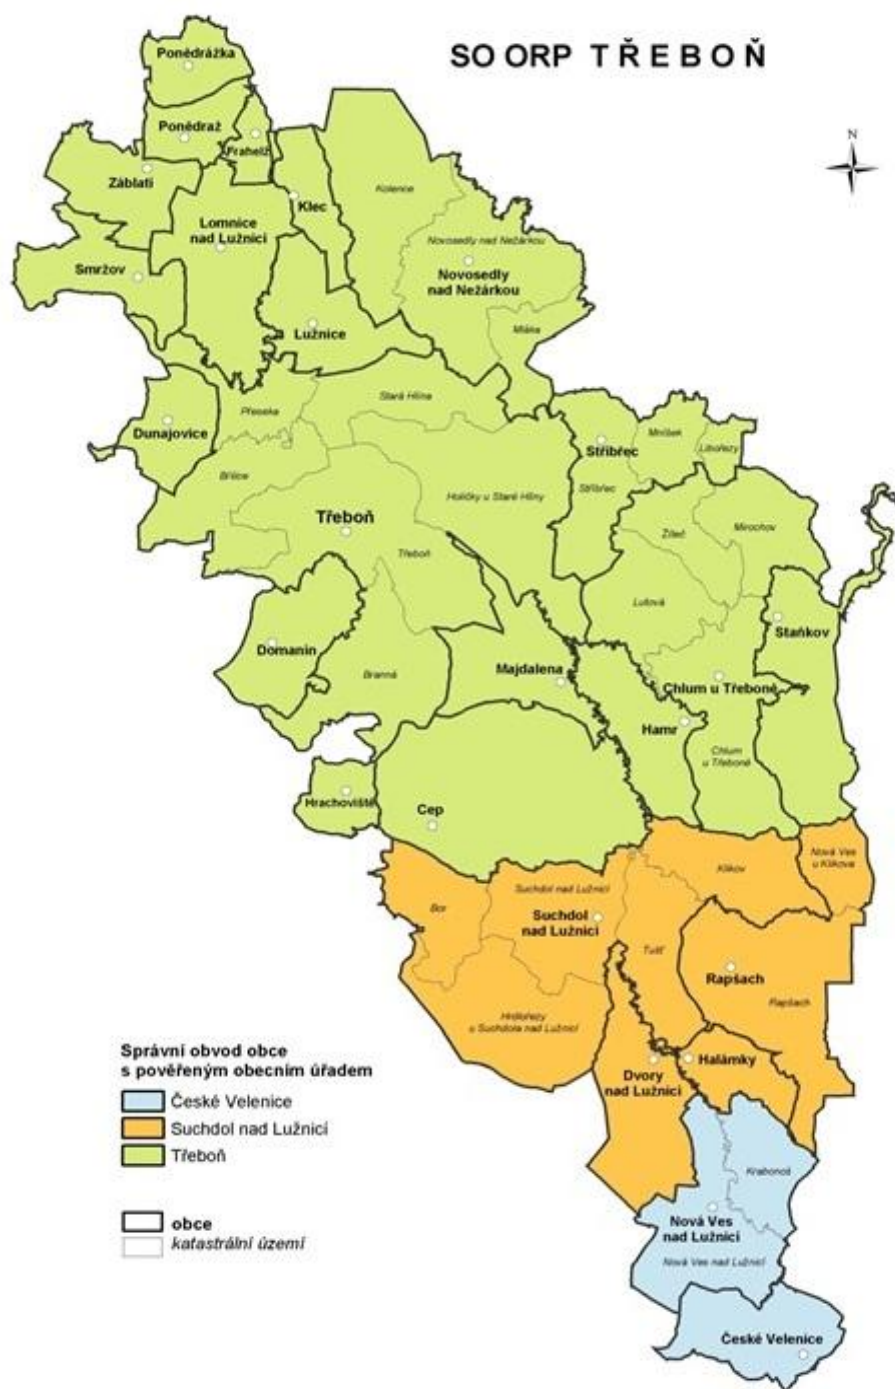 SO ORP TŘEBOŇ
N
Ponědrážka
Ponědraž
Frahelž
Záblatí
Klec
Kolence
Lomnice
nad Lužnicí
Novosedly nad Nežárkou
Smržov
Novosedly
nad Nežárkou
Lužnice
Mláka
Přeseka
Stará Hlína
Dunajovice
Stříbřec
Mníšek
Libořezy
Břilice
Holičky u Staré Hlíny
Stříbřec
Třeboň
Žíteč
Mirochov
Třeboň
Lutová
Staňkov
Domanín
Branná
Majdalena
Chlum u Třeboně
Hamr
Chlum
u Třeboně
Hrachoviště
Cep
Klikov
Nová Ves
u Klikova
Bor
Suchdol nad Lužnicí
Suchdol
nad Lužnicí
Tušť
Rapšach
Rapšach
Hrdlořezy
u Suchdola nad Lužnicí
Halámky
Dvory
nad Lužnicí
Správní obvod obce
s pověřeným obecním úřadem
České Velenice
Suchdol nad Lužnicí
Třeboň
obce
katastrální území
Krabonoš
Nová Ves
nad Lužnicí
Nová Ves nad Lužnicí
České Velenice